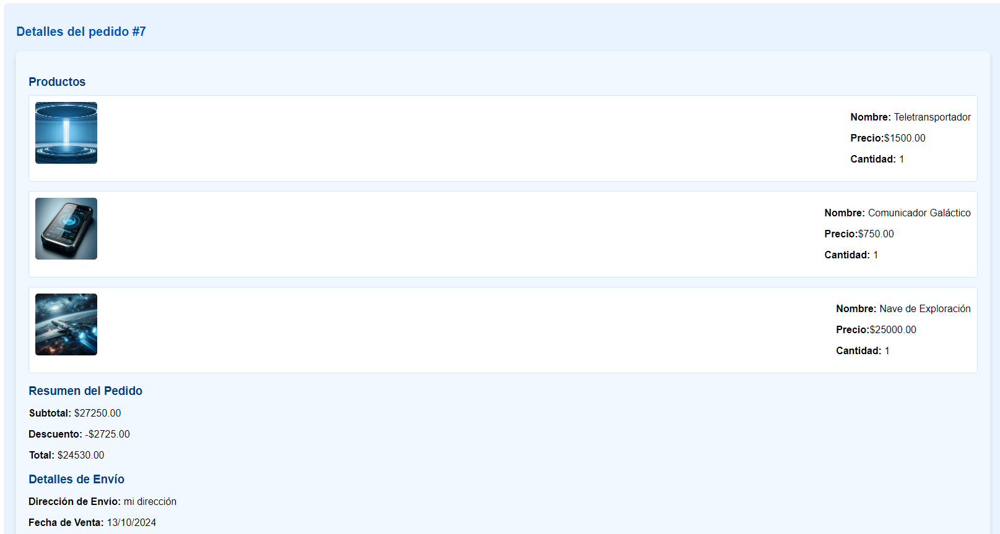 Detalles del pedido #7
Productos
Nombre: Teletransportador
Precio:$1500.00
Cantidad: 1
Nombre: Comunicador Galáctico
Precio:$750.00
Cantidad: 1
Nombre: Nave de Exploración
Precio:$25000.00
Cantidad: 1
Resumen del Pedido
Subtotal: $27250.00
Descuento: -$2725.00
Total: $24530.00
Detalles de Envío
Dirección de Envío: mi dirección
Fecha de Venta: 13/10/2024